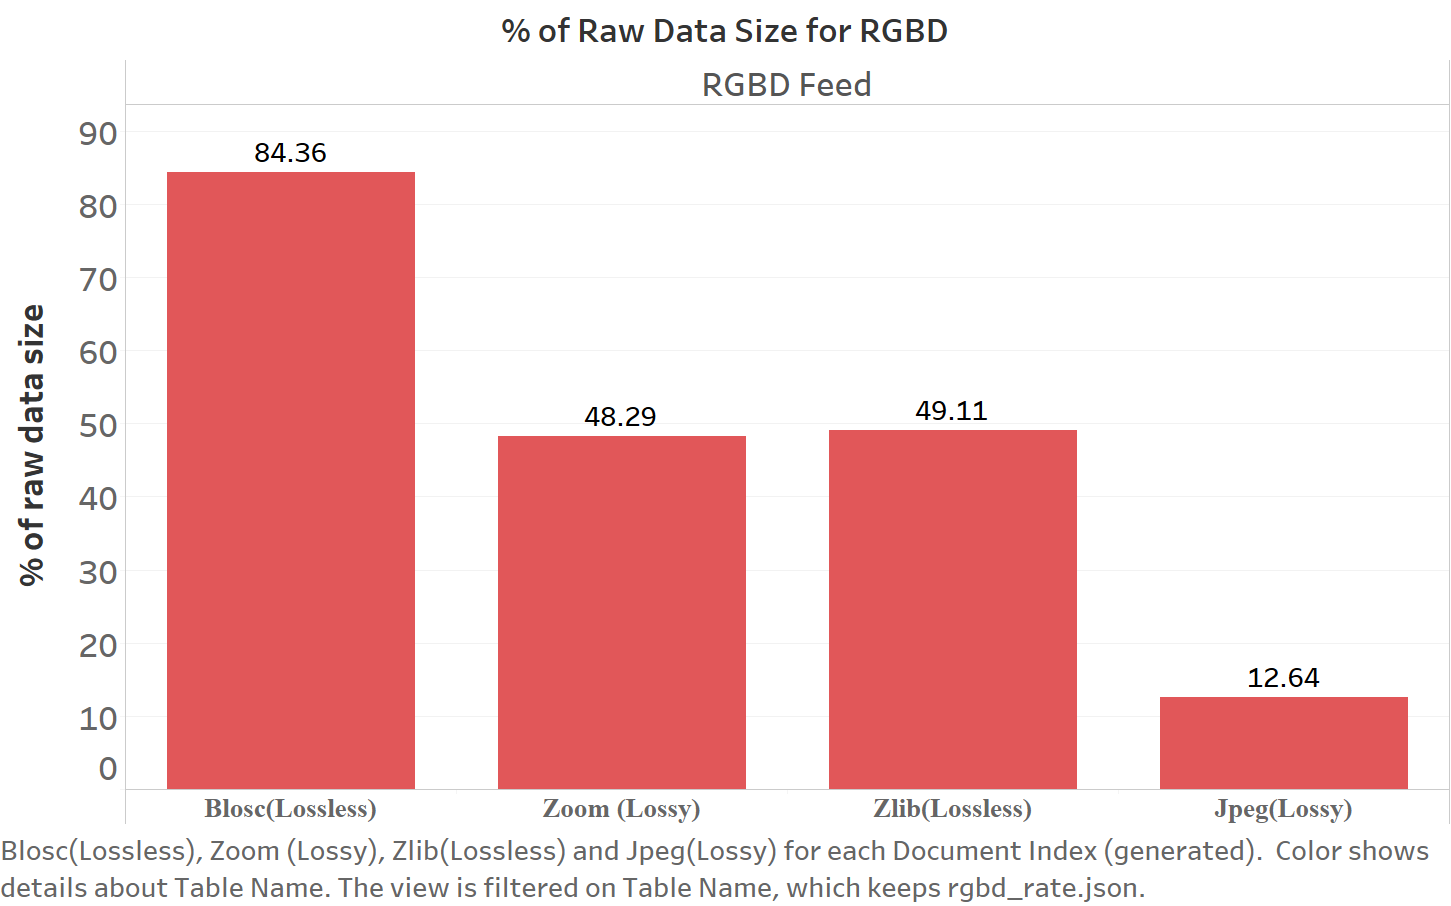 % of Raw Data Size for RGBD
RGBD Feed
90
80
70
60
50
40
30
20
10
0
% of raw data size
84.36
48.29
49.11
12.64
Blosc(Lossless)
Zoom (Lossy)
Zlib(Lossless)
Jpeg(Lossy)
Blosc(Lossless), Zoom (Lossy), Zlib(Lossless) and Jpeg(Lossy) for each Document Index (generated).  Color shows
details about Table Name. The view is filtered on Table Name, which keeps rgbd_rate.json.